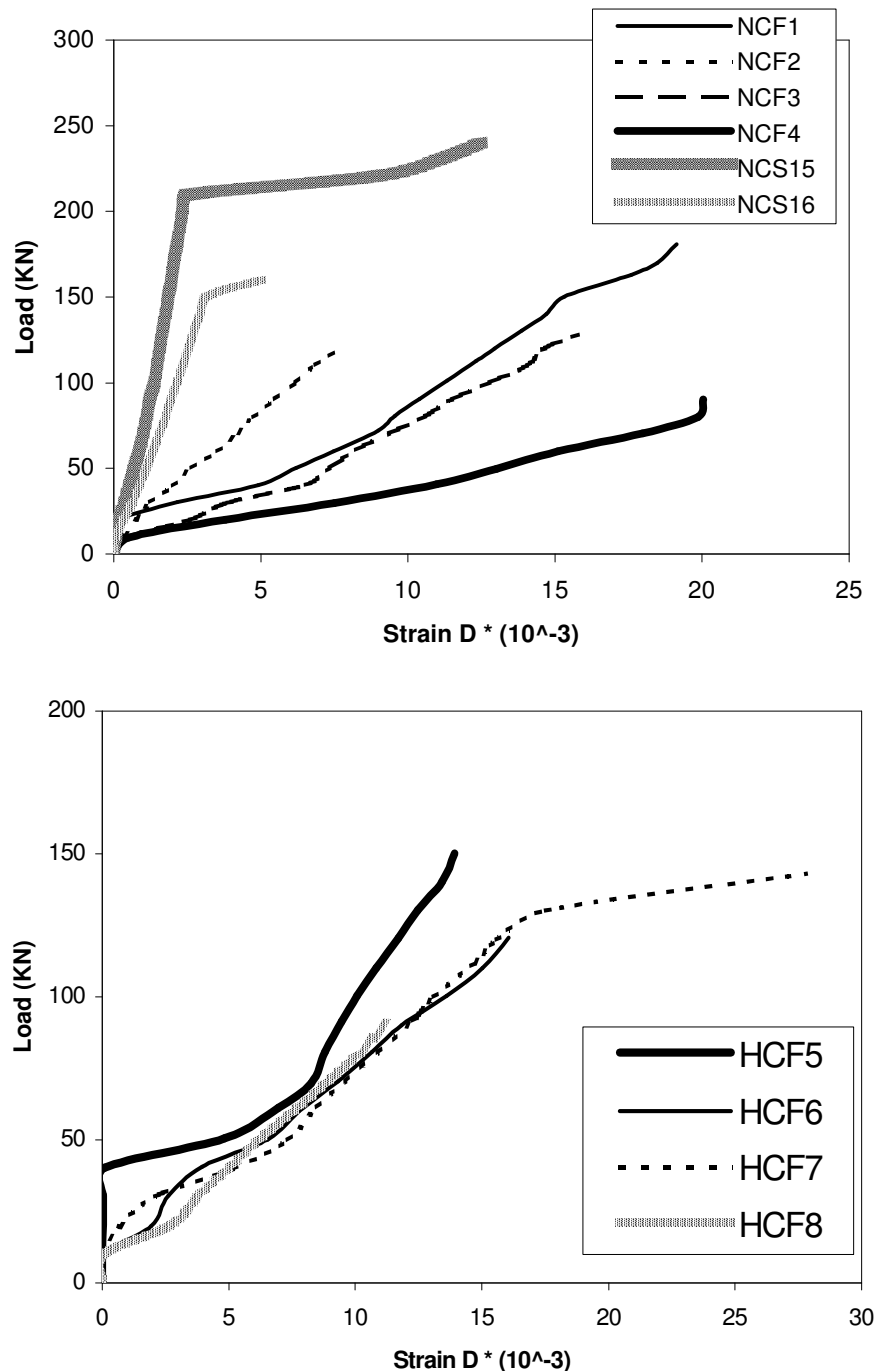 NCF1
NCF2
NCF3
NCF4
NCS15
NCS16
300
250
200
150
100
50
0
Load (KN)
0 5 10 15 20 25
Strain D * (10^-3)
200
150
100
50
0
Load (KN)
HCF5
HCF6
HCF7
HCF8
0 5 10 15 20 25 30
Strain D * (10^-3)